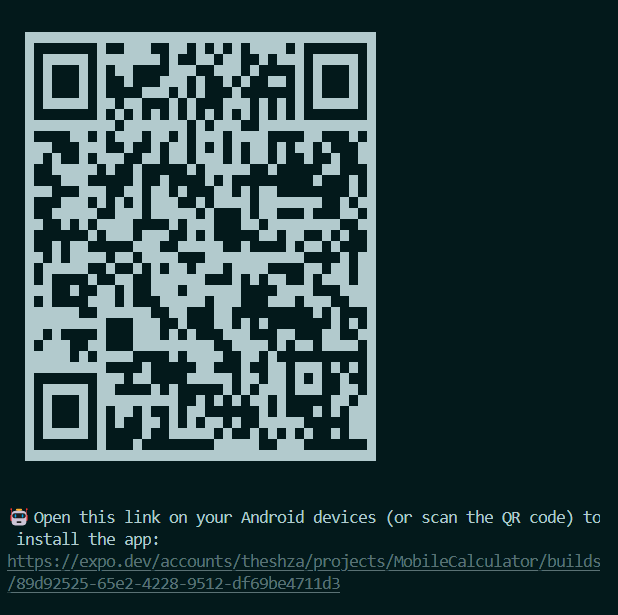 Open this link on your Android devices (or scan the QR code) to
install the app:
https://expo.dev/accounts/theshza/projects/MobileCalculator/builds
/89d92525-65e2-4228-9512-df69be4711d3